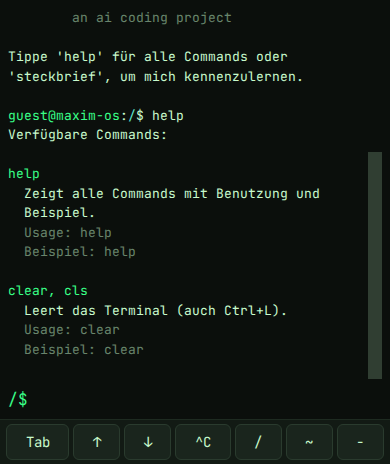 an ai coding project
Tippe 'help' für alle Commands oder
'steckbrief', um mich kennenzulernen.
guest@maxim-os:/$ help
Verfügbare Commands:
help
Zeigt alle Commands mit Benutzung und
Beispiel.
Usage: help
Beispiel: help
clear, cls
Leert das Terminal (auch Ctrl+L).
Usage: clear
Beispiel: clear
/$
Tab ↑ ↓ ^C / ~ -